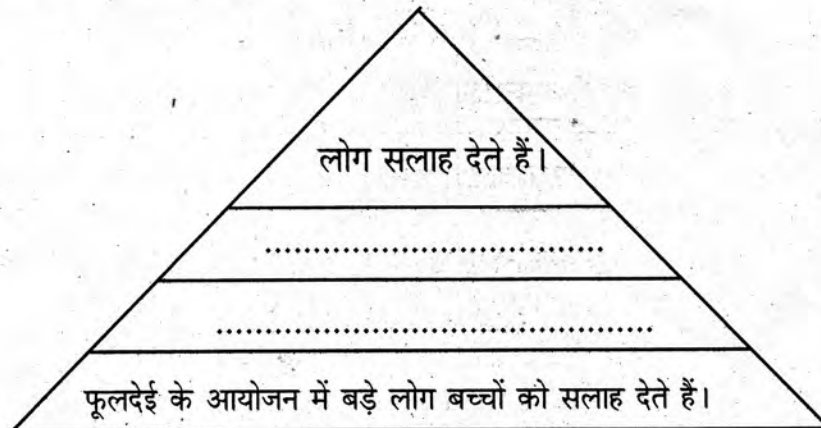 लोग सलाह देते हैं।
......................................
.................................................
फूलदेई के आयोजन में बड़े लोग बच्चों को सलाह देते हैं।